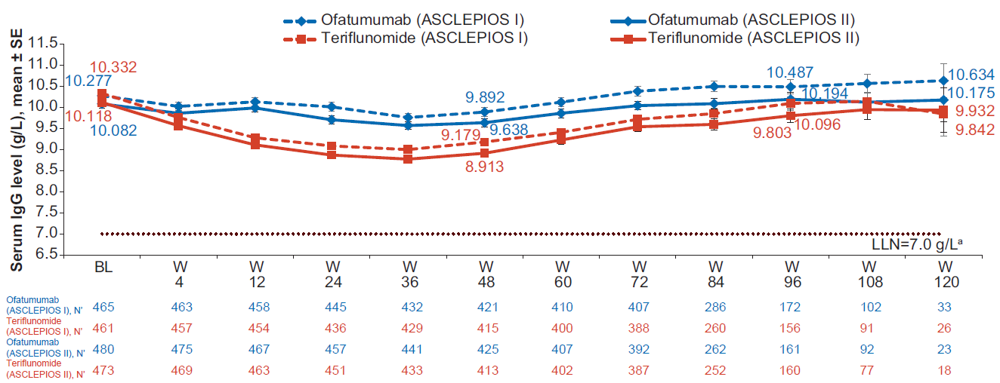 Ofatumumab (ASCLEPIOS I) Ofatumumab (ASCLEPIOS II)
Teriflunomide (ASCLEPIOS I) Teriflunomide (ASCLEPIOS II)
Serum IgG level (g/L), mean ± SE
11.5
11.0
10.5
10.0
9.5
9.0
8.5
8.0
7.5
7.0
6.5
10.332
10.277
10.118
10.082
9.892
9.638
9.179
8.913
10.487
10.194
10.096
9.803
10.634
10.175
9.932
9.842
LLN=7.0 g/Lᵃ
BL W W W W W W W W W W W
4 12 24 36 48 60 72 84 96 108 120
Ofatumumab
(ASCLEPIOS I), N' 465 463 458 445 432 421 410 407 286 172 102 33
Teriflunomide
(ASCLEPIOS I), N' 461 457 454 436 429 415 400 388 260 156 91 26
Ofatumumab
(ASCLEPIOS II), N' 480 475 467 457 441 425 407 392 262 161 92 23
Teriflunomide
(ASCLEPIOS II), N' 473 469 463 451 433 413 402 387 252 160 77 18